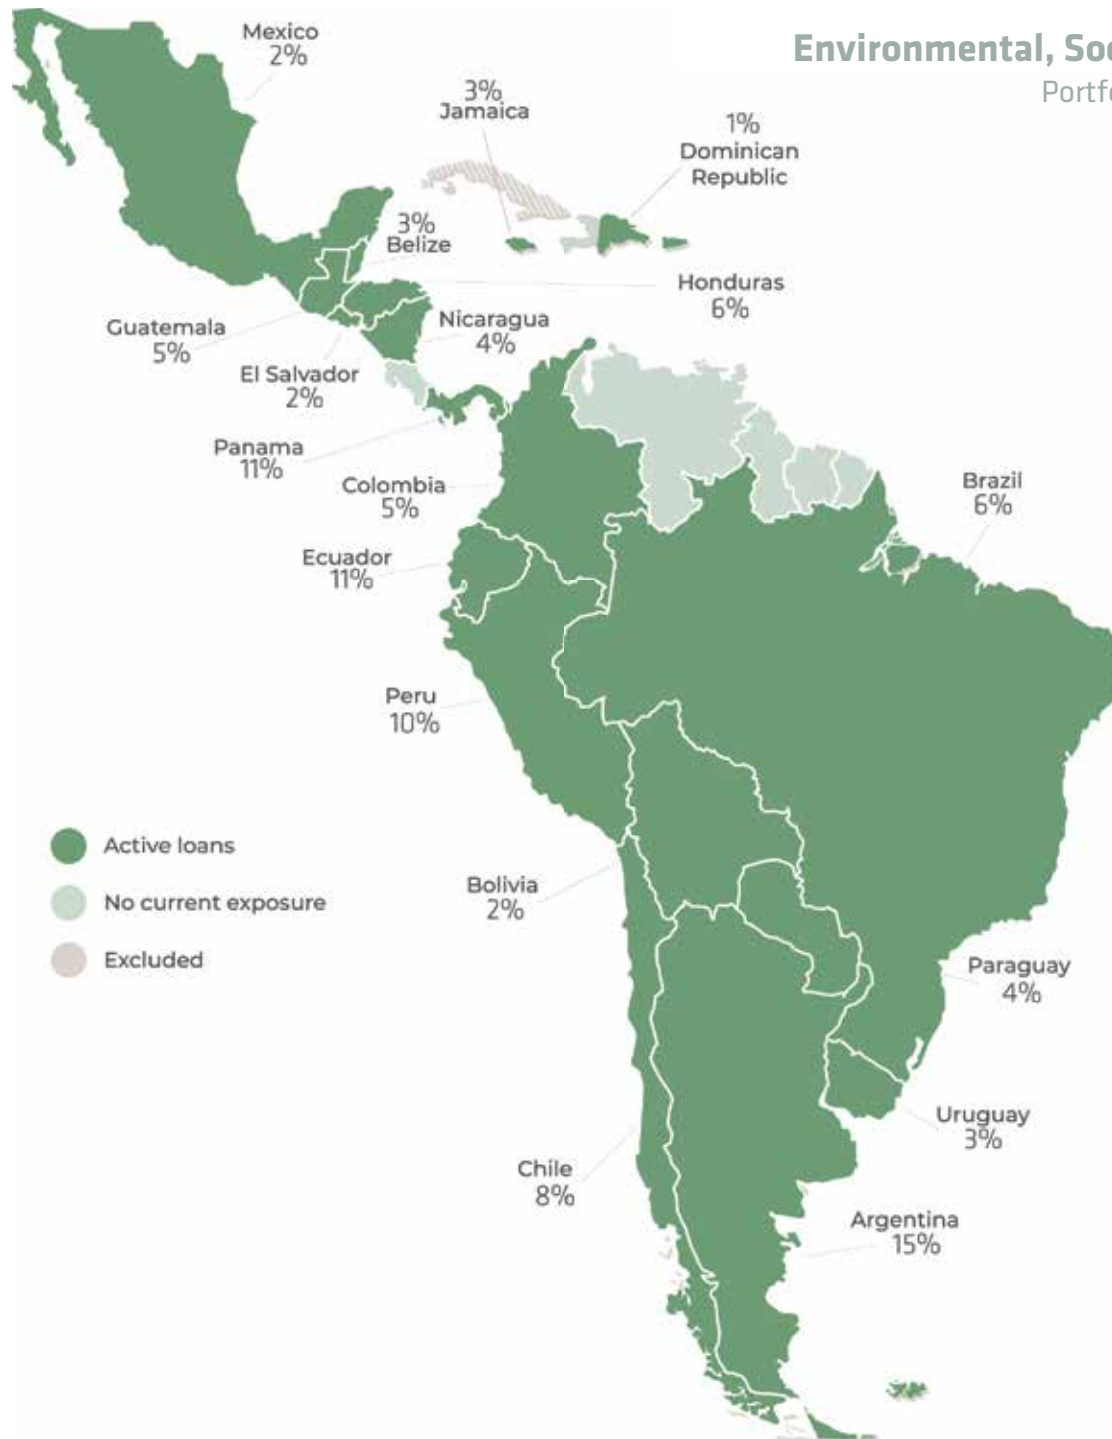 Environmental, Soc
Portfo
Mexico
2%
3%
Jamaica
1%
Dominican
Republic
3%
Belize
Honduras
6%
Guatemala
5%
Nicaragua
4%
El Salvador
2%
Panama
11%
Colombia
5%
Brazil
6%
Ecuador
11%
Peru
10%
Active loans
No current exposure
Excluded
Bolivia
2%
Paraguay
4%
Uruguay
3%
Chile
8%
Argentina
15%